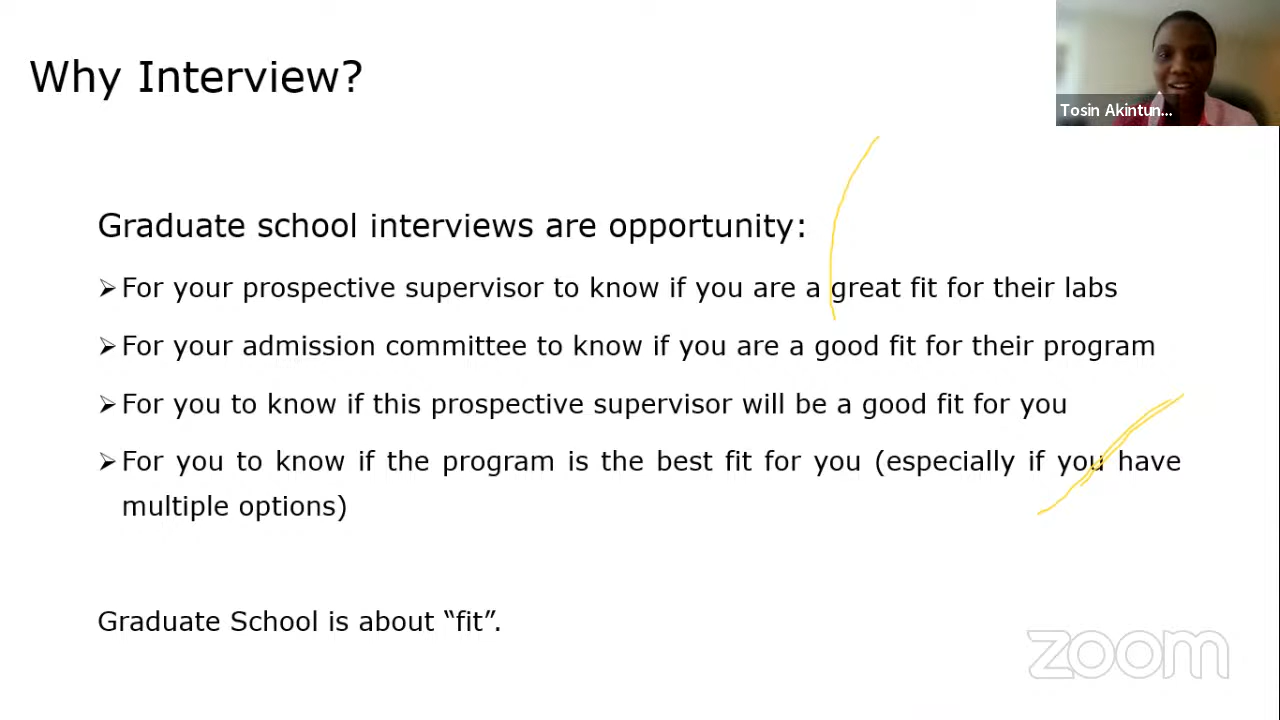 Why Interview?
Tosin Akintun...
Graduate school interviews are opportunity:
➢For your prospective supervisor to know if you are a great fit for their labs
➢For your admission committee to know if you are a good fit for their program
➢For you to know if this prospective supervisor will be a good fit for you
➢For you to know if the program is the best fit for you (especially if you have
multiple options)
Graduate School is about “fit”.
zoom